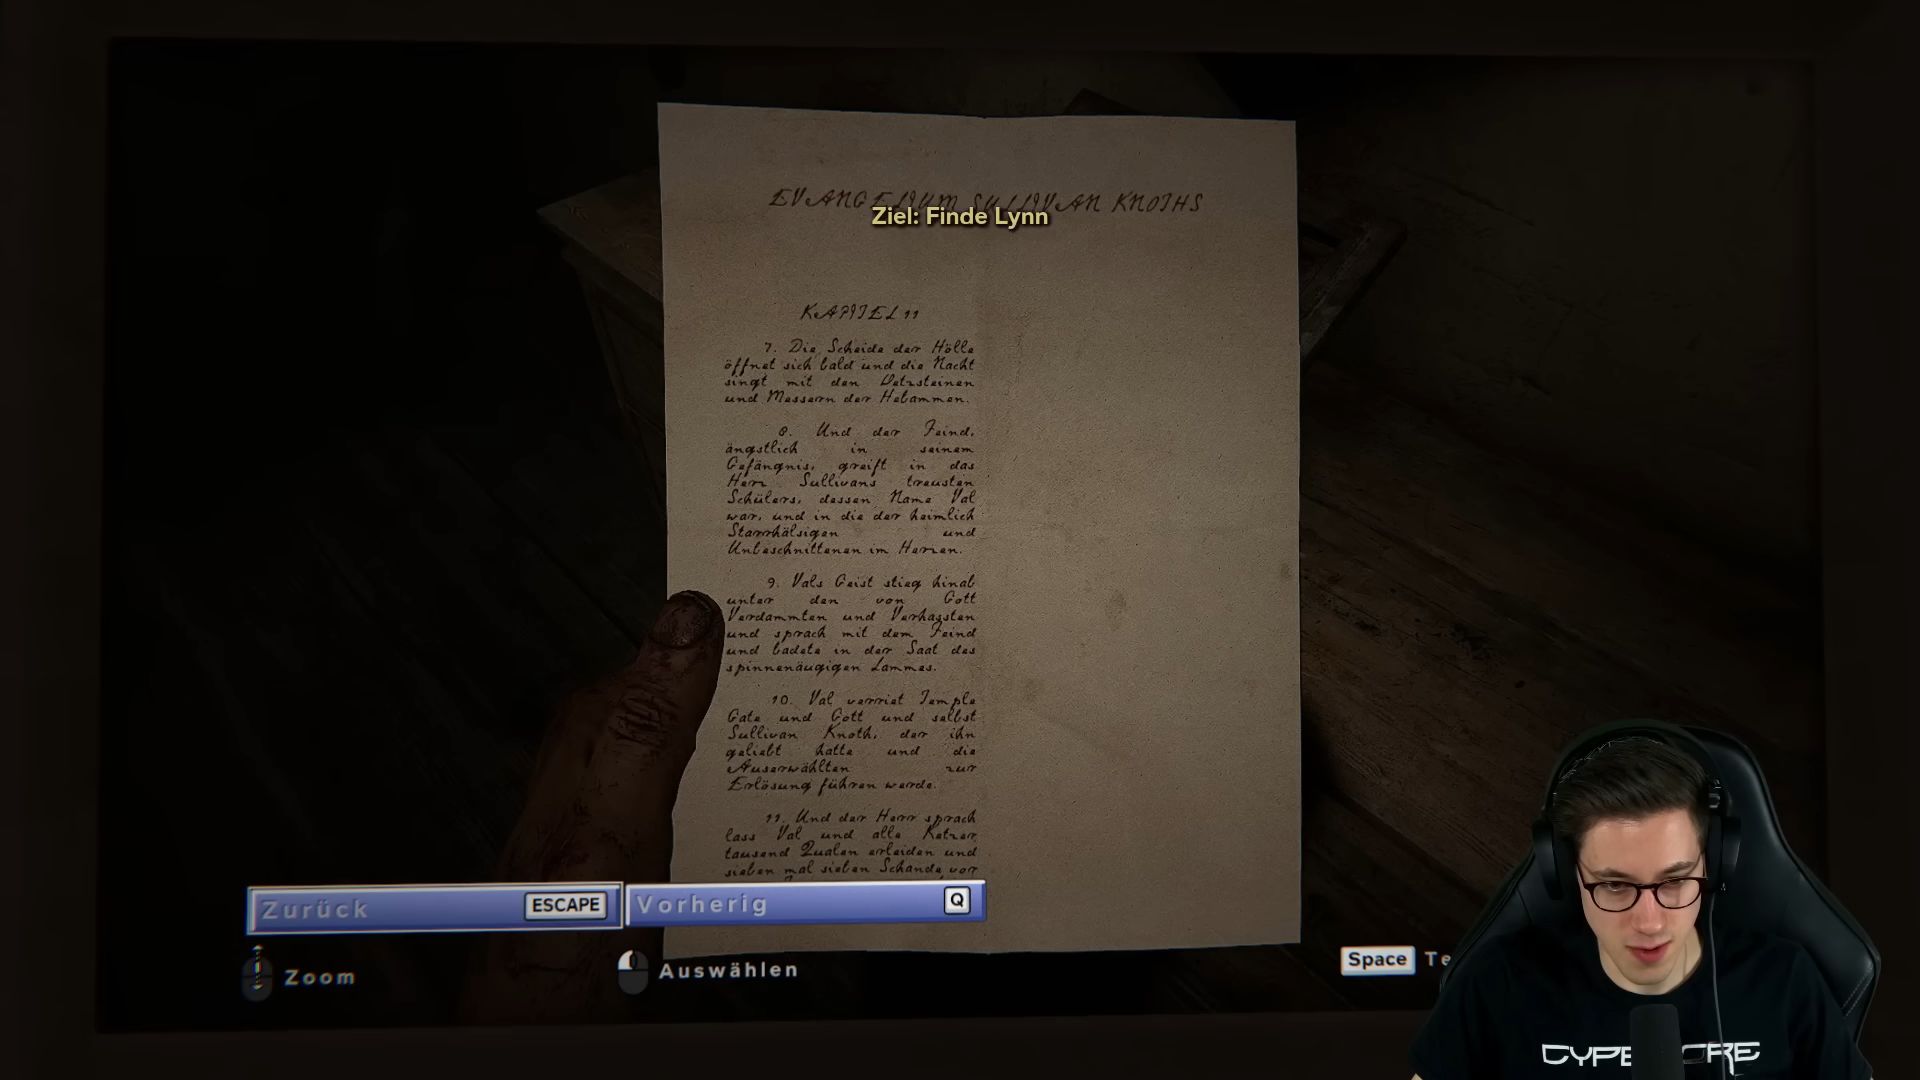 EVANGELIUM SULLIVAN KNOTHS
Ziel: Finde Lynn
KAPITEL 11
7. Die Scheide der Hölle
öffnet sich bald und die Nacht
singt mit den Wetzsteinen
und Messern der Hebammen.
8. Und der Feind,
ängstlich in seinem
Gefängnis, greift in das
Herz Sullivans treusten
Schülers, dessen Name Val
war, und in die der heimlich
Starrhälsigen und
Unbeschnittenen im Herzen.
9. Vals Geist stieg hinab
unter den von Gott
Verdammten und Verhassten
und sprach mit dem Feind
und badete in der Saat des
spinnenäugigen Lammes.
10. Val verriet Temple
Gate und Gott und selbst
Sullivan Knoth, der ihn
geliebt hatte und die
Auserwählten zur
Erlösung führen werde.
11. Und der Herr sprach
lass Val und alle Ketzer
tausend Qualen erleiden und
sieben mal sieben Schande vor
Zurück ESCAPE Vorherig Q
Zoom Auswählen Space Te